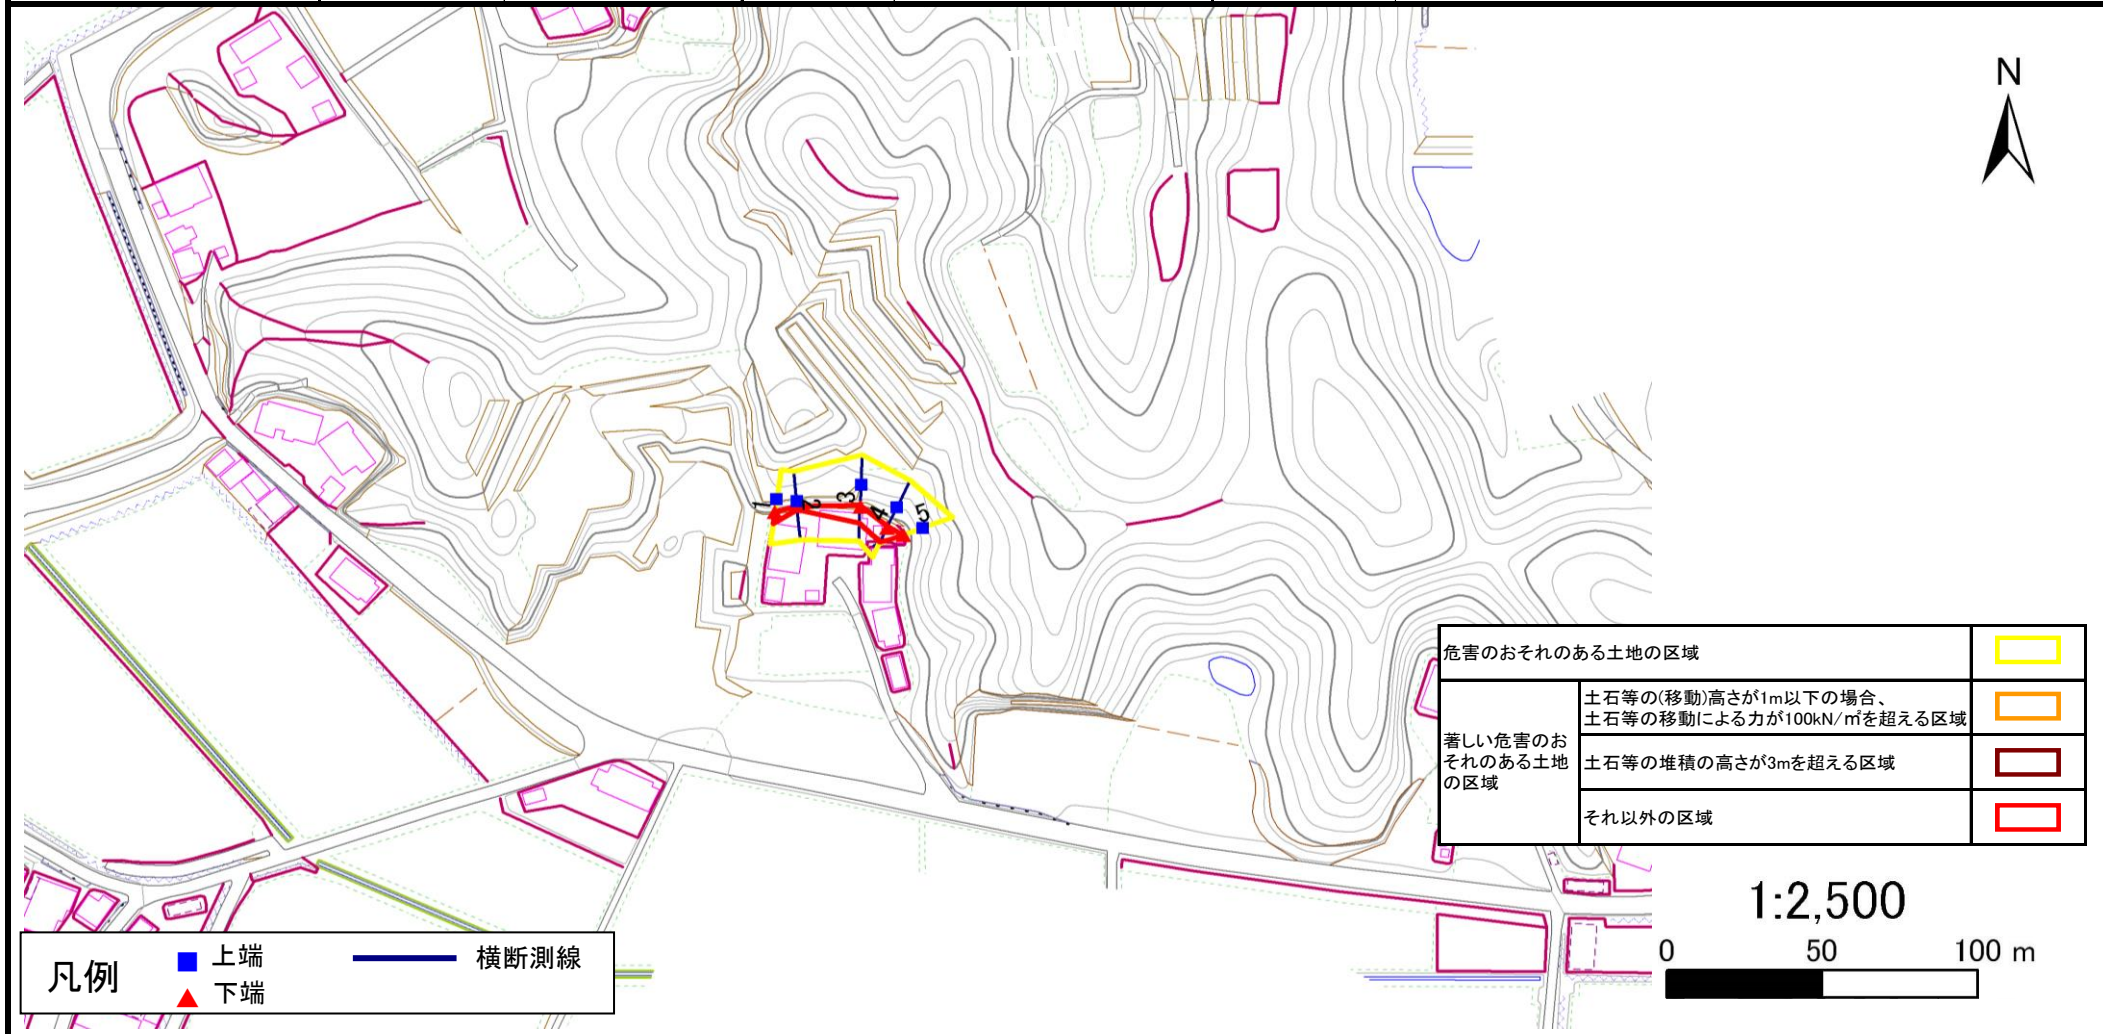 N
1
2
3
4
5
危害のおそれのある土地の区域
著しい危害のお
それのある土地
の区域
土石等の(移動)高さが1m以下の場合、
土石等の移動による力が100kN/㎡を超える区域
土石等の堆積の高さが3mを超える区域
それ以外の区域
1:2,500
0 50 100 m
凡例
上端
下端
横断測線